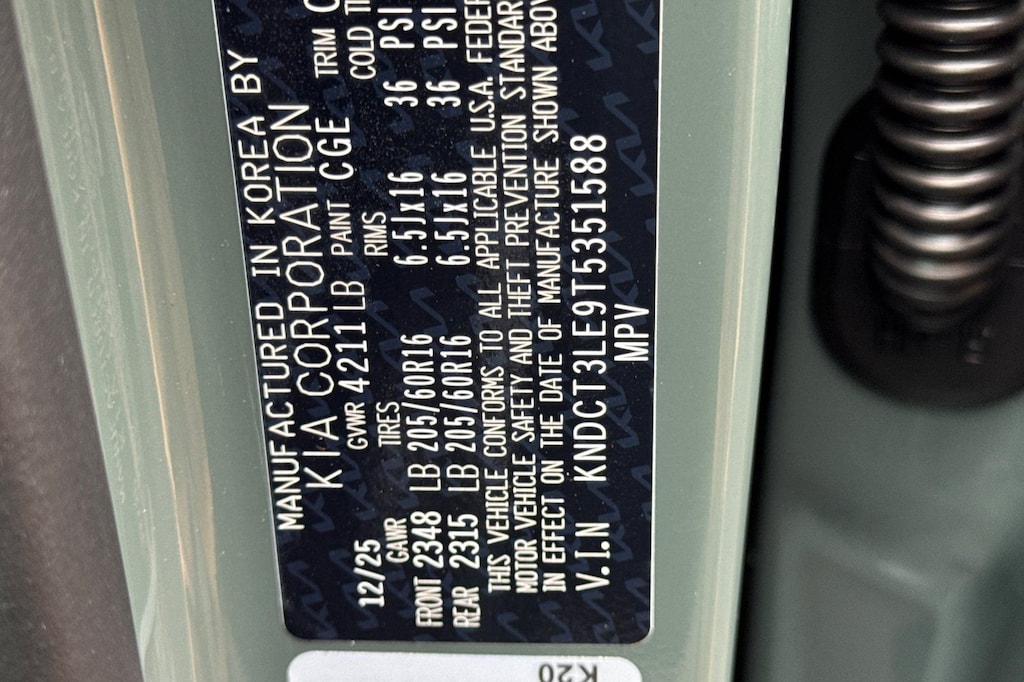 MANUFACTURED IN KOREA BY
KIA CORPORATION
12/25 GVWR 4211 LB PAINT CGE TRIM
GAWR TIRES RIMS COLD
FRONT 2348 LB 205/60R16 6.5Jx16 36 PSI
REAR 2315 LB 205/60R16 6.5Jx16 36 PSI
THIS VEHICLE CONFORMS TO ALL APPLICABLE U.S.A. FEDER
MOTOR VEHICLE SAFETY AND THEFT PREVENTION STANDAR
IN EFFECT ON THE DATE OF MANUFACTURE SHOWN ABOV
V.I.N KNDCT3LE9T5351588
MPV
K20